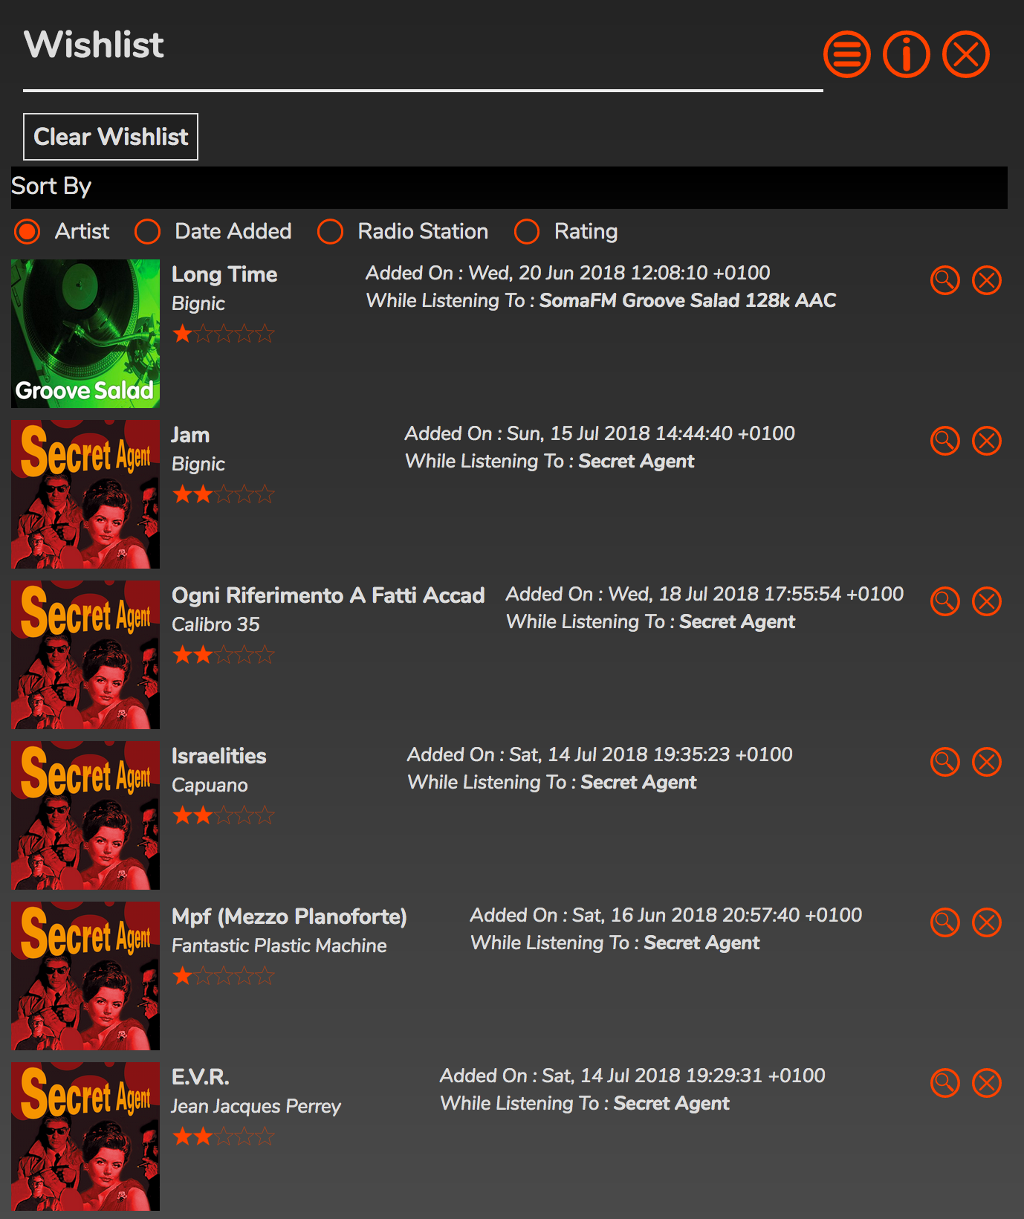 Wishlist
Clear Wishlist
Sort By
Artist Date Added Radio Station Rating
Groove Salad
Long Time
Bignic
Added On : Wed, 20 Jun 2018 12:08:10 +0100
While Listening To : SomaFM Groove Salad 128k AAC
Secret Agent
Jam
Bignic
Added On : Sun, 15 Jul 2018 14:44:40 +0100
While Listening To : Secret Agent
Secret Agent
Ogni Riferimento A Fatti Accad
Calibro 35
Added On : Wed, 18 Jul 2018 17:55:54 +0100
While Listening To : Secret Agent
Secret Agent
Israelities
Capuano
Added On : Sat, 14 Jul 2018 19:35:23 +0100
While Listening To : Secret Agent
Secret Agent
Mpf (Mezzo Planoforte)
Fantastic Plastic Machine
Added On : Sat, 16 Jun 2018 20:57:40 +0100
While Listening To : Secret Agent
Secret Agent
E.V.R.
Jean Jacques Perrey
Added On : Sat, 14 Jul 2018 19:29:31 +0100
While Listening To : Secret Agent